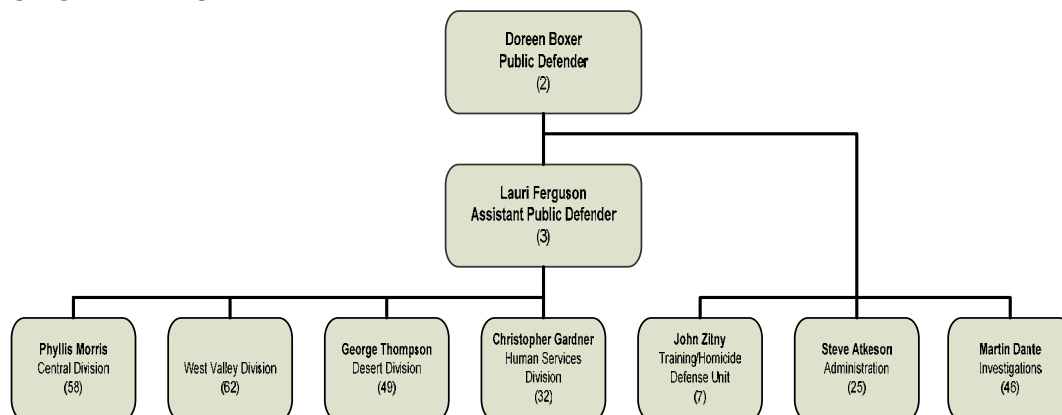 Doreen Boxer
Public Defender
(2)
Lauri Ferguson
Assistant Public Defender
(3)
Phyllis Morris
Central Division
(58)
West Valley Division
(62)
George Thompson
Desert Division
(49)
Christopher Gardner
Human Services
Division
(32)
John Zitny
Training/Homicide
Defense Unit
(7)
Steve Atkeson
Administration
(25)
Martin Dante
Investigations
(46)